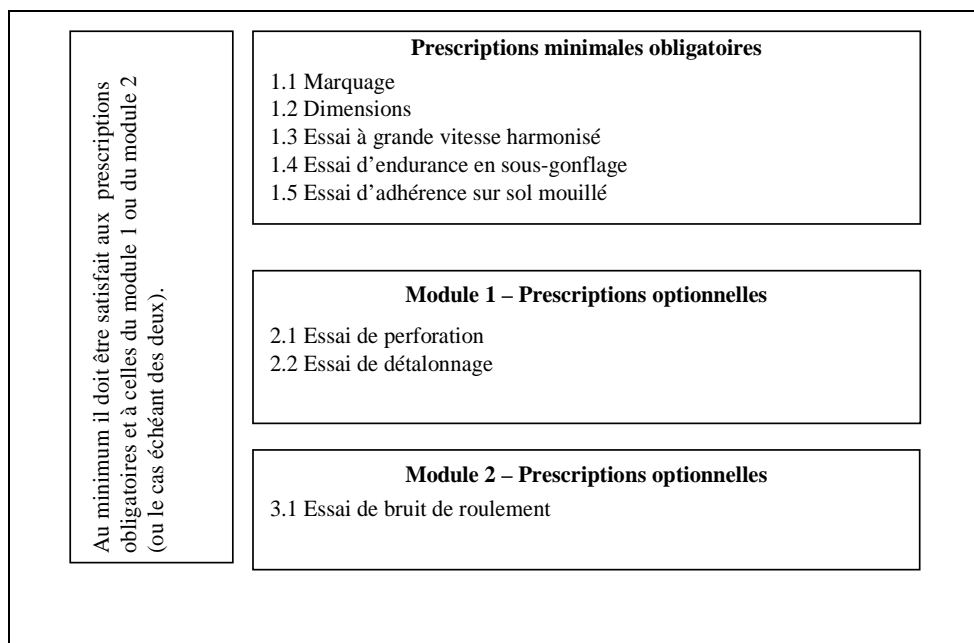 Au minimum il doit être satisfait aux prescriptions
obligatoires et à celles du module 1 ou du module 2
(ou le cas échéant des deux).
Prescriptions minimales obligatoires
1.1 Marquage
1.2 Dimensions
1.3 Essai à grande vitesse harmonisé
1.4 Essai d'endurance en sous-gonflage
1.5 Essai d'adhérence sur sol mouillé
Module 1 – Prescriptions optionnelles
2.1 Essai de perforation
2.2 Essai de détalonnage
Module 2 – Prescriptions optionnelles
3.1 Essai de bruit de roulement